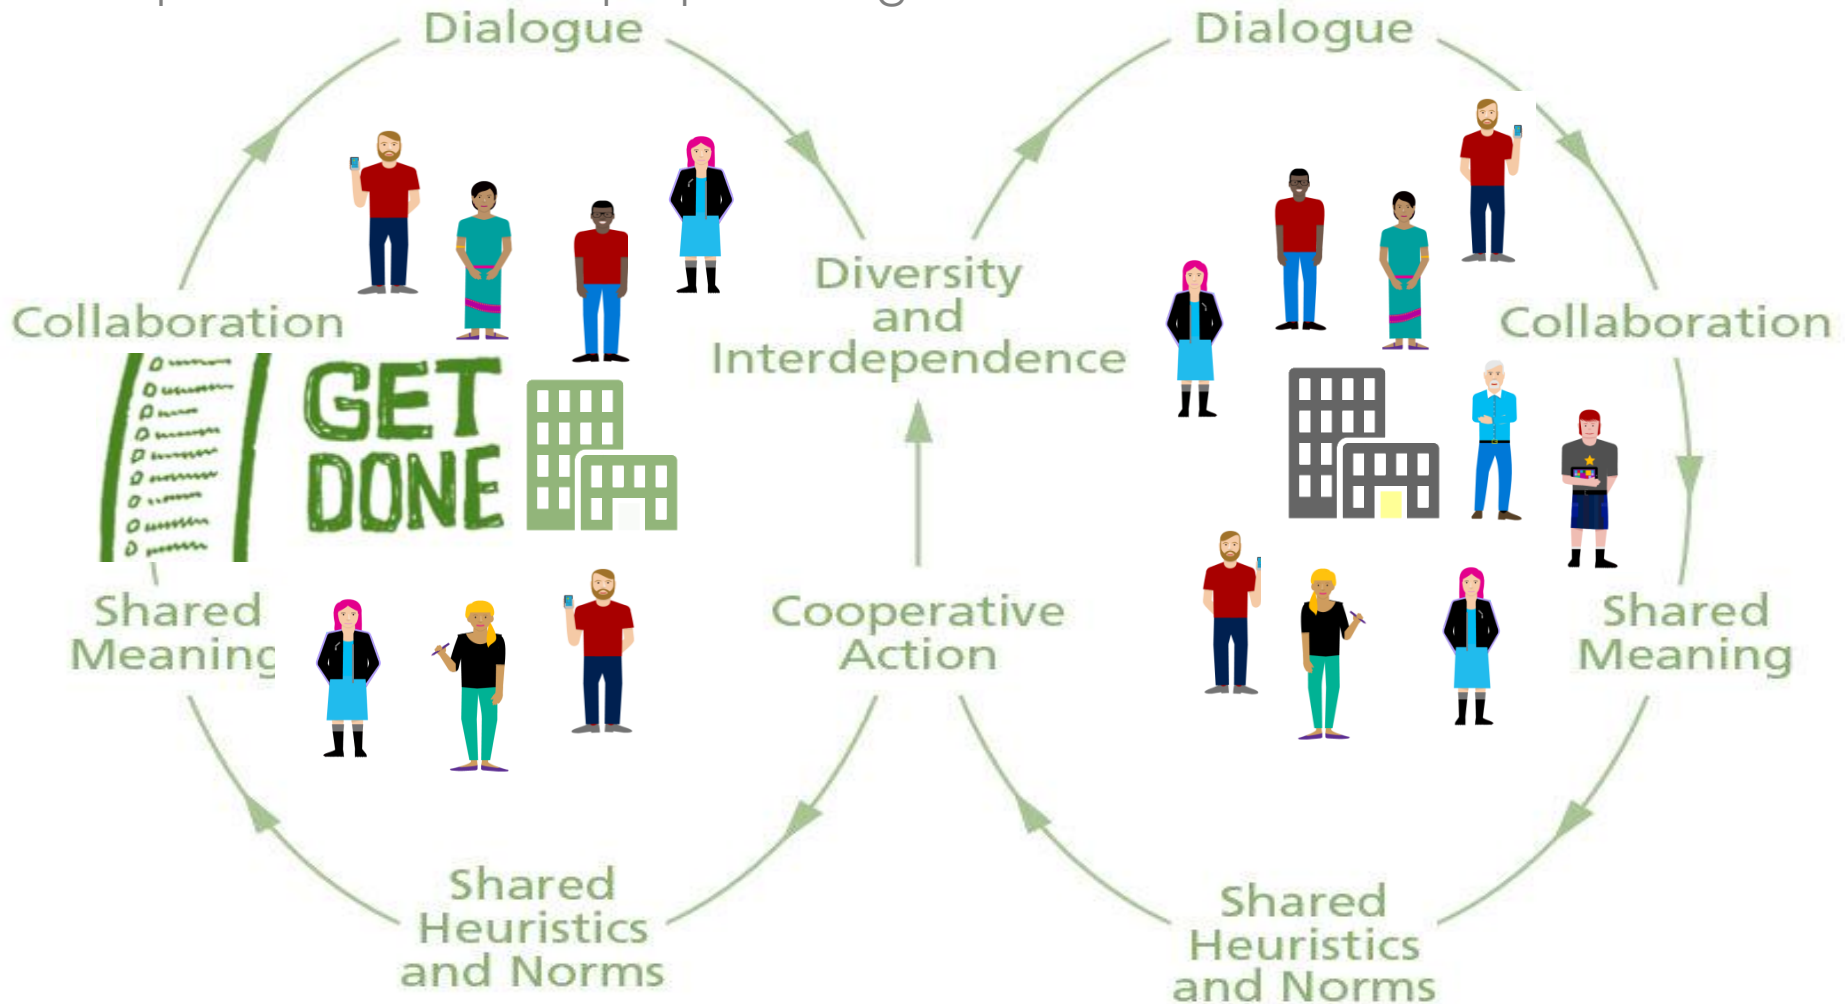 Dialogue
Dialogue
Diversity
and
Interdependence
Collaboration
Collaboration
GET
DONE
Shared
Meaning
Cooperative
Action
Shared
Meaning
Shared
Heuristics
and Norms
Shared
Heuristics
and Norms